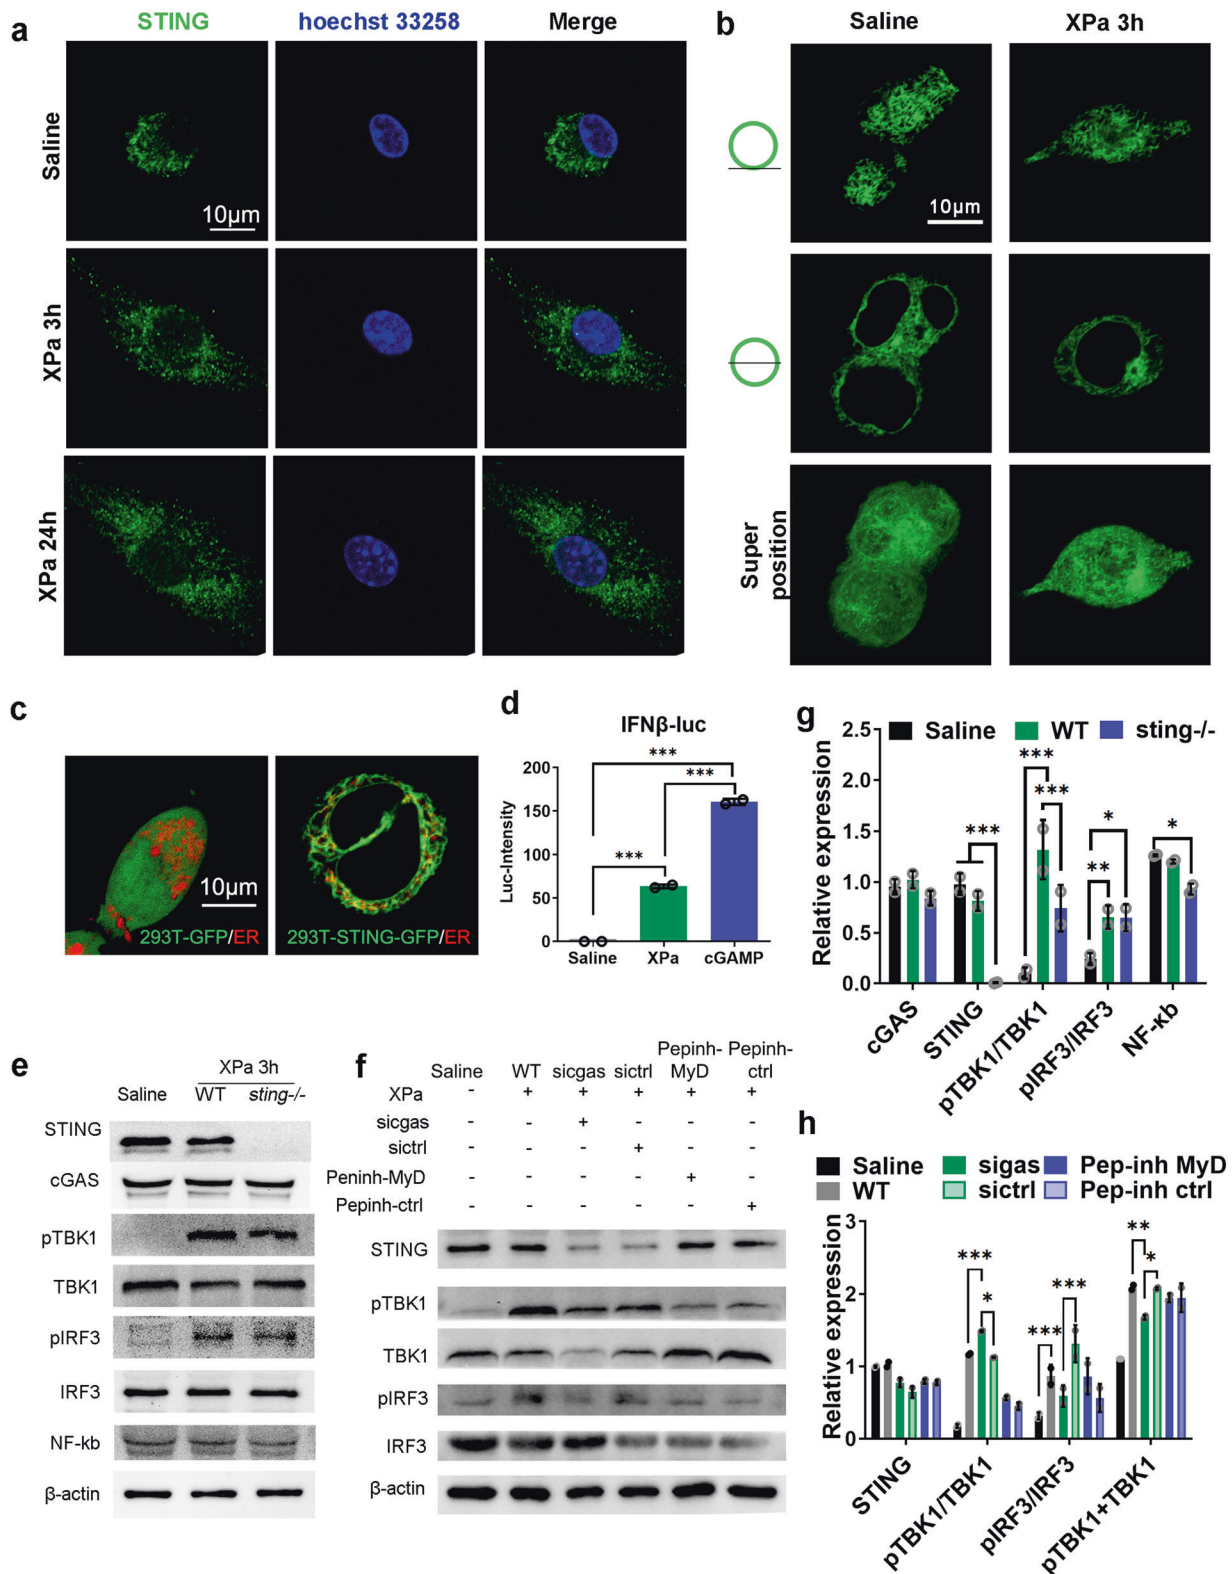 a
STING
hoechst 33258
Merge
Saline
10μm
XPa 3h
XPa 24h
b
Saline
XPa 3h
10μm
Super
position
c
293T-GFP/ER
10μm
293T-STING-GFP/ER
d
IFNβ-luc
Luc-Intensity
200
150
100
50
0
***
***
***
Saline
XPa
cGAMP
g
Saline
WT
sting-/-
Relative expression
2.5
2.0
1.5
1.0
0.5
0.0
***
***
***
**
*
*
cGAS
STING
pTBK1/TBK1
pIRF3/IRF3
NF-κb
e
XPa 3h
Saline
WT
sting-/-
STING
cGAS
pTBK1
TBK1
pIRF3
IRF3
NF-kb
β-actin
f
Saline WT sicgas sictrl Pepinh-MyD Pepinh-ctrl
XPa - + + + + +
sicgas - - + - - -
sictrl - - - + - -
Peninh-MyD - - - - + -
Pepinh-ctrl - - - - - +
STING
pTBK1
TBK1
pIRF3
IRF3
β-actin
h
Saline
sigas
Pep-inh MyD
WT
sictrl
Pep-inh ctrl
Relative expression
3
2
1
0
***
*
***
***
**
*
STING
pTBK1/TBK1
pIRF3/IRF3
pTBK1+TBK1